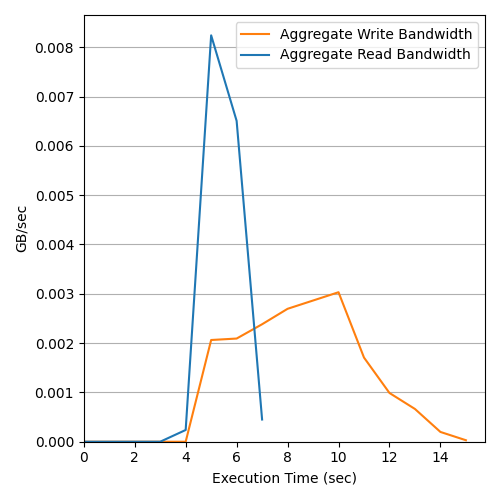 Aggregate Write Bandwidth
Aggregate Read Bandwidth
0.008
0.007
0.006
0.005
0.004
0.003
0.002
0.001
0.000
GB/sec
0 2 4 6 8 10 12 14
Execution Time (sec)